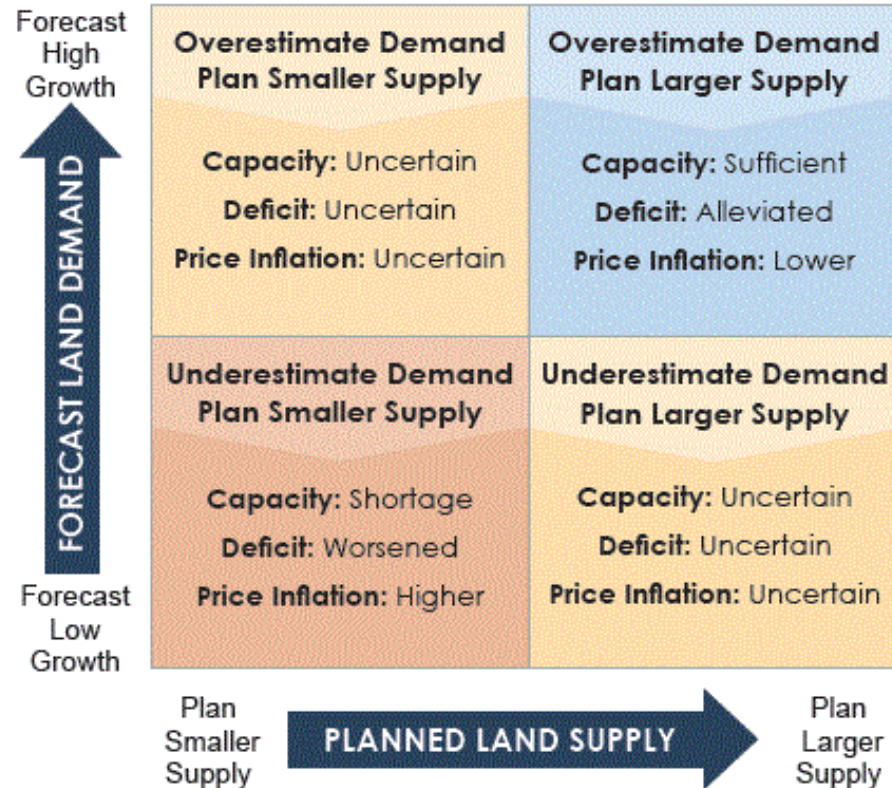 Forecast
High
Growth
FORECAST LAND DEMAND
Forecast
Low
Growth
Overestimate Demand
Plan Smaller Supply
Capacity: Uncertain
Deficit: Uncertain
Price Inflation: Uncertain
Overestimate Demand
Plan Larger Supply
Capacity: Sufficient
Deficit: Alleviated
Price Inflation: Lower
Underestimate Demand
Plan Smaller Supply
Capacity: Shortage
Deficit: Worsened
Price Inflation: Higher
Underestimate Demand
Plan Larger Supply
Capacity: Uncertain
Deficit: Uncertain
Price Inflation: Uncertain
Plan
Smaller
Supply
PLANNED LAND SUPPLY
Plan
Larger
Supply